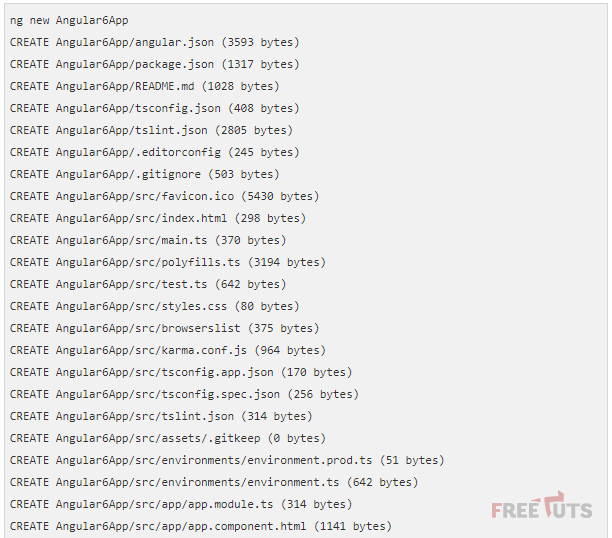 ng new Angular6App
CREATE Angular6App/angular.json (3593 bytes)
CREATE Angular6App/package.json (1317 bytes)
CREATE Angular6App/README.md (1028 bytes)
CREATE Angular6App/tsconfig.json (408 bytes)
CREATE Angular6App/tslint.json (2805 bytes)
CREATE Angular6App/.editorconfig (245 bytes)
CREATE Angular6App/.gitignore (503 bytes)
CREATE Angular6App/src/favicon.ico (5430 bytes)
CREATE Angular6App/src/index.html (298 bytes)
CREATE Angular6App/src/main.ts (370 bytes)
CREATE Angular6App/src/polyfills.ts (3194 bytes)
CREATE Angular6App/src/test.ts (642 bytes)
CREATE Angular6App/src/styles.css (80 bytes)
CREATE Angular6App/src/browserslist (375 bytes)
CREATE Angular6App/src/karma.conf.js (964 bytes)
CREATE Angular6App/src/tsconfig.app.json (170 bytes)
CREATE Angular6App/src/tsconfig.spec.json (256 bytes)
CREATE Angular6App/src/tslint.json (314 bytes)
CREATE Angular6App/src/assets/.gitkeep (0 bytes)
CREATE Angular6App/src/environments/environment.prod.ts (51 bytes)
CREATE Angular6App/src/environments/environment.ts (642 bytes)
CREATE Angular6App/src/app/app.module.ts (314 bytes)
CREATE Angular6App/src/app/app.component.html (1141 bytes)
FREETUTS